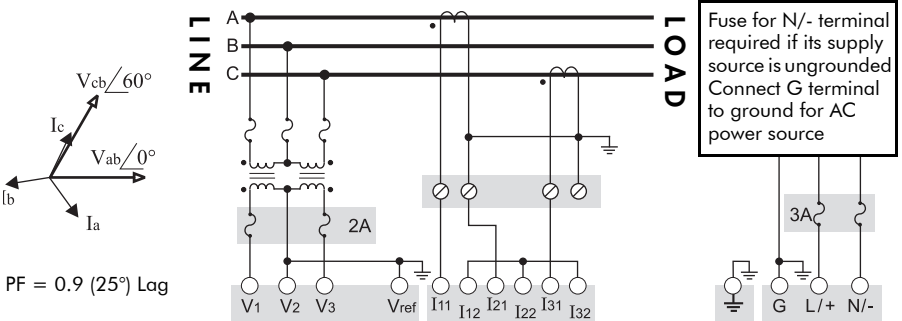 A
B
C
LINE
LOAD
Fuse for N/- terminal
required if its supply
source is ungrounded
Connect G terminal
to ground for AC
power source
Vcb/60°
Ic
Vab/0°
Ib
Ia
PF = 0.9 (25°) Lag
2A
3A
V1 V2 V3 Vref I11 I12 I21 I22 I31 I32 G L/+ N/-